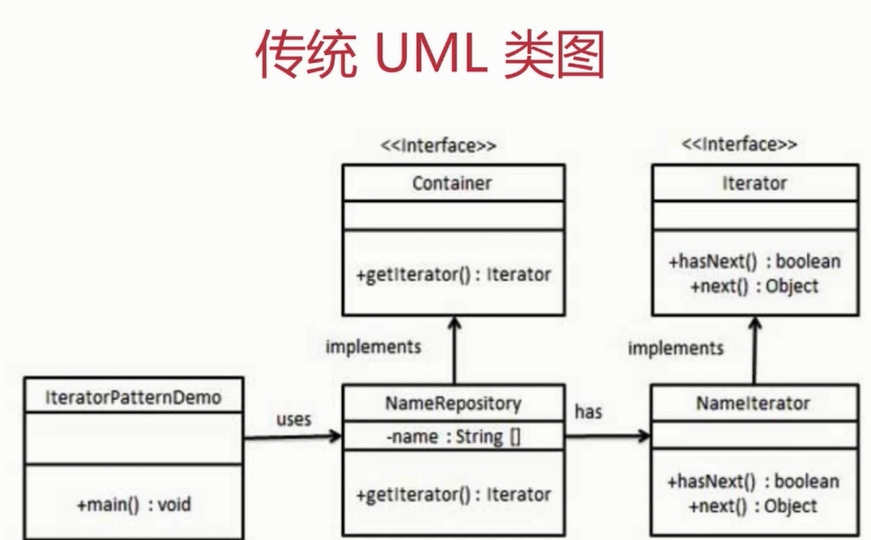 传统 UML 类图
<<Interface>>
Container
+getIterator() : Iterator
<<Interface>>
Iterator
+hasNext() : boolean
+next() : Object
implements
implements
IteratorPatternDemo
+main() : void
uses
NameRepository
-name : String []
+getIterator() : Iterator
has
NameIterator
+hasNext() : boolean
+next() : Object